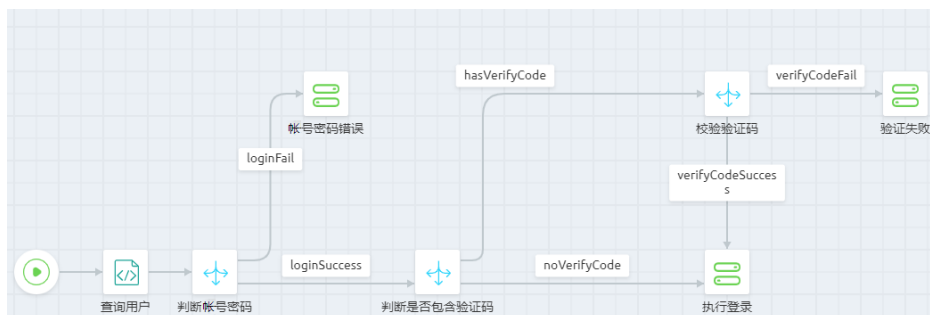 hasVerifyCode
verifyCodeFail
帐号密码错误
校验验证码
验证失败
loginFail
verifyCodeSucces
s
loginSuccess
noVerifyCode
查询用户
判断帐号密码
判断是否包含验证码
执行登录